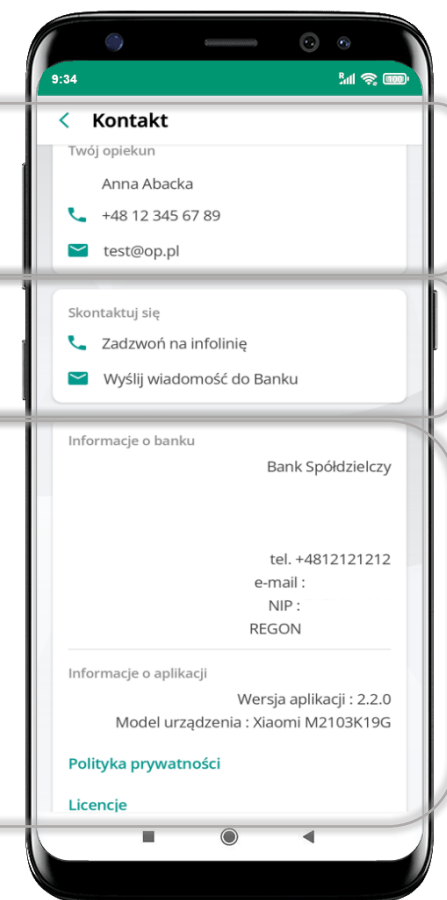 9:34
R
100
Kontakt
Twój opiekun
Anna Abacka
+48 12 345 67 89
test@op.pl
Skontaktuj się
Zadzwoń na infolinię
Wyślij wiadomość do Banku
Informacje o banku
Bank Spółdzielczy
tel. +4812121212
e-mail :
NIP :
REGON
Informacje o aplikacji
Wersja aplikacji : 2.2.0
Model urządzenia : Xiaomi M2103K19G
Polityka prywatności
Licencje